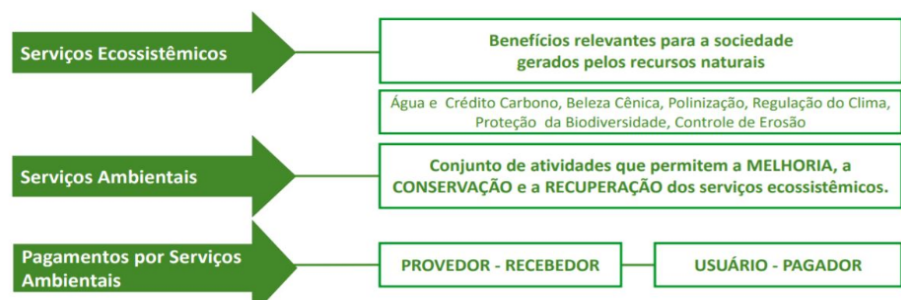 Serviços Ecossistêmicos
Benefícios relevantes para a sociedade
gerados pelos recursos naturais
Água e Crédito Carbono, Beleza Cênica, Polinização, Regulação do Clima,
Proteção da Biodiversidade, Controle de Erosão
Serviços Ambientais
Conjunto de atividades que permitem a MELHORIA, a
CONSERVAÇÃO e a RECUPERAÇÃO dos serviços ecossistêmicos.
Pagamentos por Serviços
Ambientais
PROVEDOR - RECEBEDOR
USUÁRIO - PAGADOR